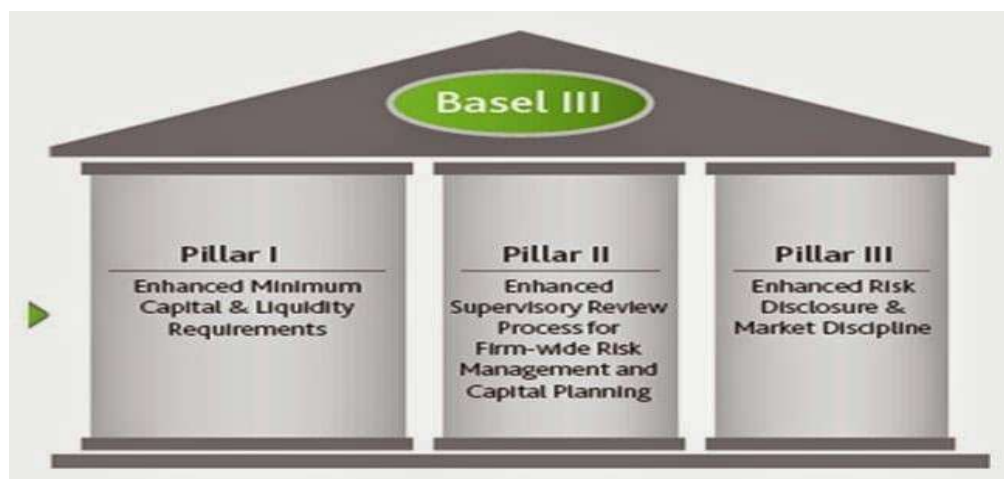 Basel III
Pillar I
Enhanced Minimum
Capital & Liquidity
Requirements
Pillar II
Enhanced
Supervisory Review
Process for
Firm-wide Risk
Management and
Capital Planning
Pillar III
Enhanced Risk
Disclosure &
Market Discipline